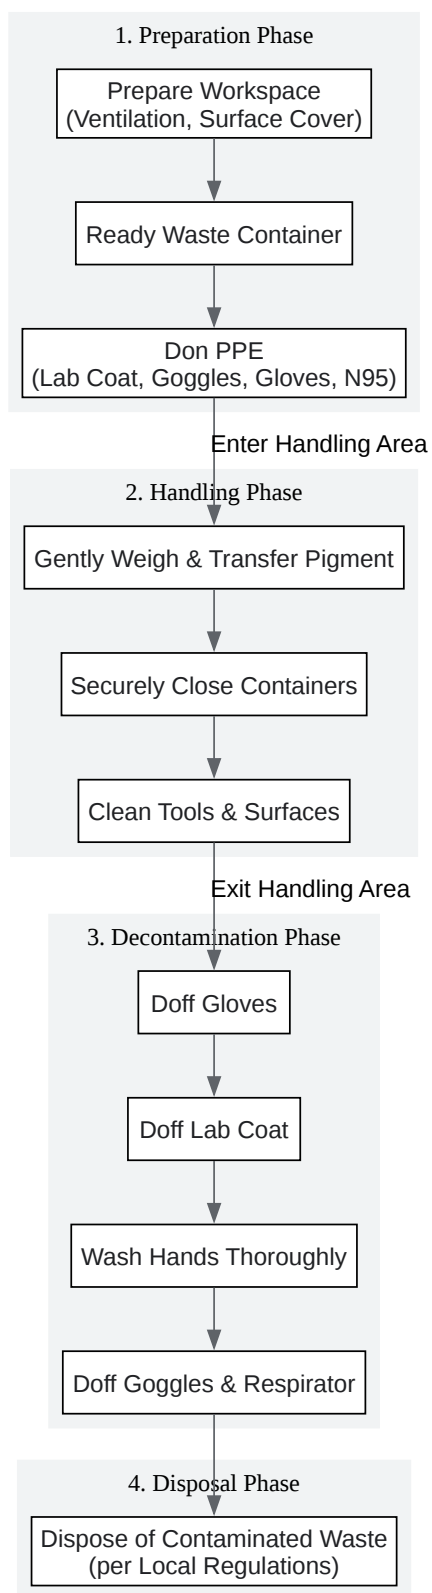 1. Preparation Phase
Prepare Workspace
(Ventilation, Surface Cover)
Ready Waste Container
Don PPE
(Lab Coat, Goggles, Gloves, N95)
Enter Handling Area
2. Handling Phase
Gently Weigh & Transfer Pigment
Securely Close Containers
Clean Tools & Surfaces
Exit Handling Area
3. Decontamination Phase
Doff Gloves
Doff Lab Coat
Wash Hands Thoroughly
Doff Goggles & Respirator
4. Disposal Phase
Dispose of Contaminated Waste
(per Local Regulations)